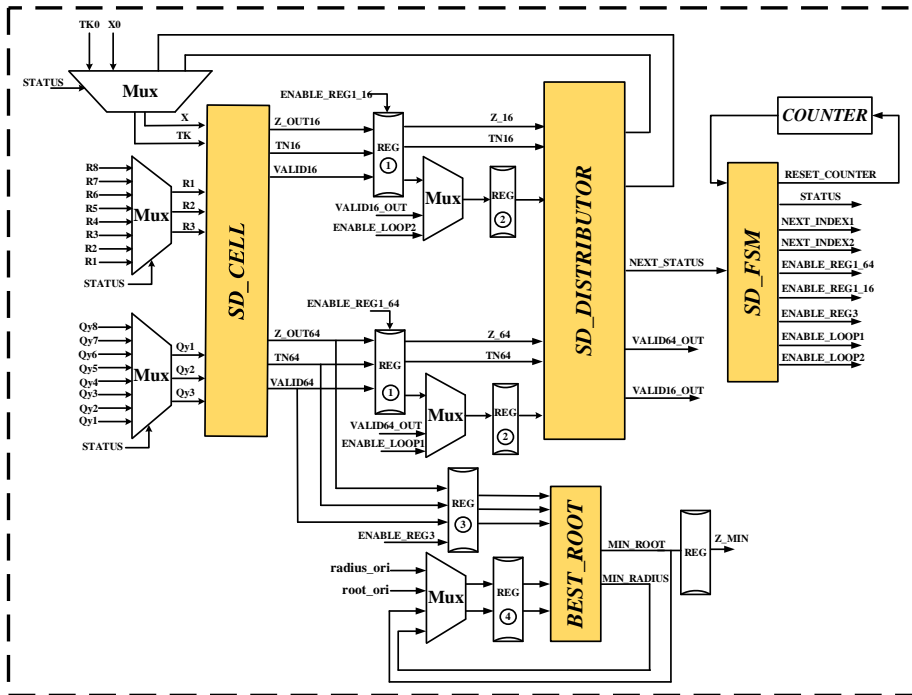 TK0 X0
STATUS
Mux
X
TK
R8
R7
R6
R5
R4
R3
R2
R1
Mux
R1
R2
R3
STATUS
Qy8
Qy7
Qy6
Qy5
Qy4
Qy3
Qy2
Qy1
Mux
Qy1
Qy2
Qy3
STATUS
SD_CELL
Z_OUT16
TN16
VALID16
ENABLE_REG1_16
REG
1
Z_16
TN16
VALID16_OUT
ENABLE_LOOP2
Mux
REG
2
Z_OUT64
TN64
VALID64
ENABLE_REG1_64
REG
1
Z_64
TN64
VALID64_OUT
ENABLE_LOOP1
Mux
REG
2
SD_DISTRIBUTOR
NEXT_STATUS
VALID64_OUT
VALID16_OUT
COUNTER
SD_FSM
RESET_COUNTER
STATUS
NEXT_INDEX1
NEXT_INDEX2
ENABLE_REG1_64
ENABLE_REG1_16
ENABLE_REG3
ENABLE_LOOP1
ENABLE_LOOP2
REG
3
ENABLE_REG3
radius_ori
root_ori
Mux
REG
4
BEST_ROOT
MIN_ROOT
MIN_RADIUS
REG
Z_MIN